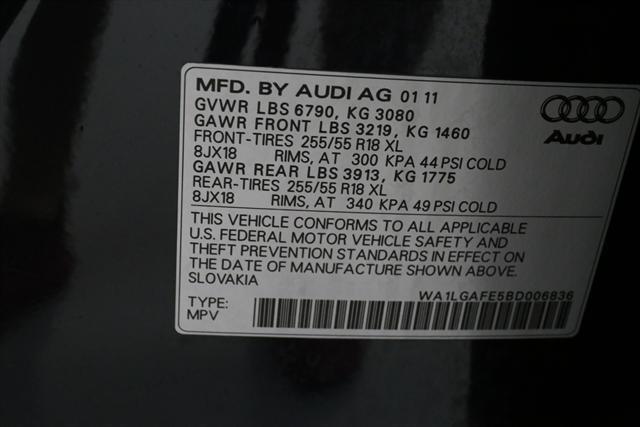 MFD. BY AUDI AG 01 11
GVWR LBS 6790, KG 3080
GAWR FRONT LBS 3219, KG 1460
FRONT-TIRES 255/55 R18 XL
8JX18 RIMS, AT 300 KPA 44 PSI COLD
GAWR REAR LBS 3913, KG 1775
REAR-TIRES 255/55 R18 XL
8JX18 RIMS, AT 340 KPA 49 PSI COLD
Audi
THIS VEHICLE CONFORMS TO ALL APPLICABLE
U.S. FEDERAL MOTOR VEHICLE SAFETY AND
THEFT PREVENTION STANDARDS IN EFFECT ON
THE DATE OF MANUFACTURE SHOWN ABOVE.
SLOVAKIA
WA1LGAFE5BD006836
TYPE:
MPV